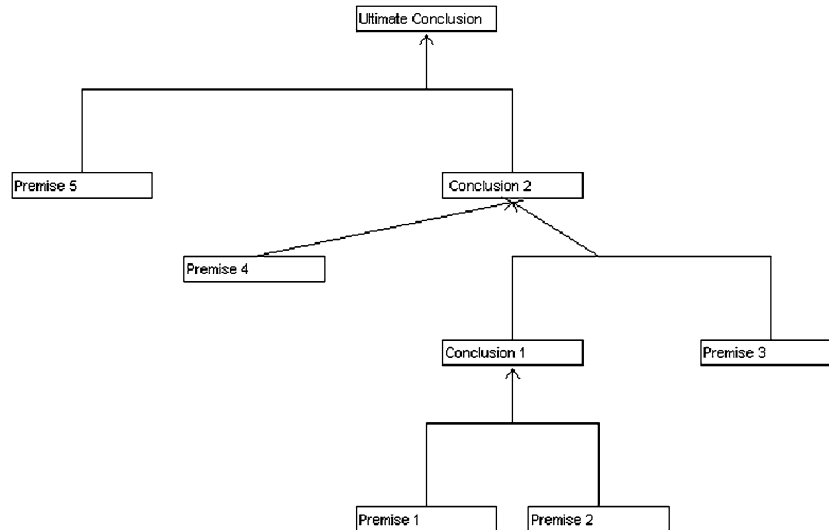 Ultimate Conclusion
Premise 5
Conclusion 2
Premise 4
Conclusion 1
Premise 3
Premise 1
Premise 2